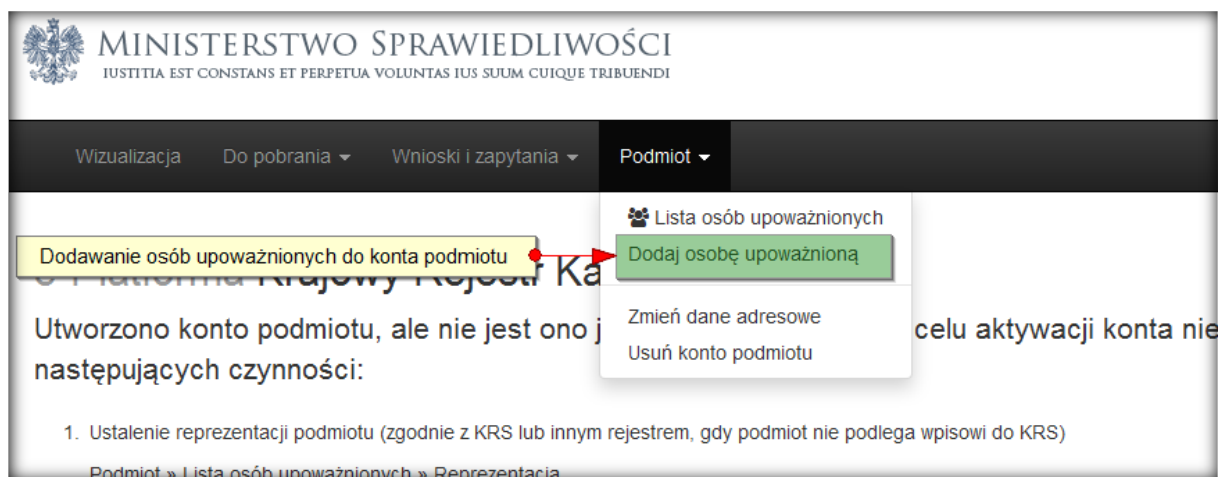 MINISTERSTWO SPRAWIEDLIWOŚCI
IUSTITIA EST CONSTANS ET PERPETUA VOLUNTAS IUS SUUM CUIQUE TRIBUENDI
Wizualizacja Do pobrania Wnioski i zapytania Podmiot
Lista osób upoważnionych
Dodawanie osób upoważnionych do konta podmiotu
Dodaj osobę upoważnioną
Platforma Krajowy Rejestr Ka
Zmień dane adresowe
Usuń konto podmiotu
Utworzono konto podmiotu, ale nie jest ono j celu aktywacji konta nie
następujących czynności:
1. Ustalenie reprezentacji podmiotu (zgodnie z KRS lub innym rejestrem, gdy podmiot nie podlega wpisowi do KRS)
Podmiot » Lista osób upoważnionych » Reprezentacja